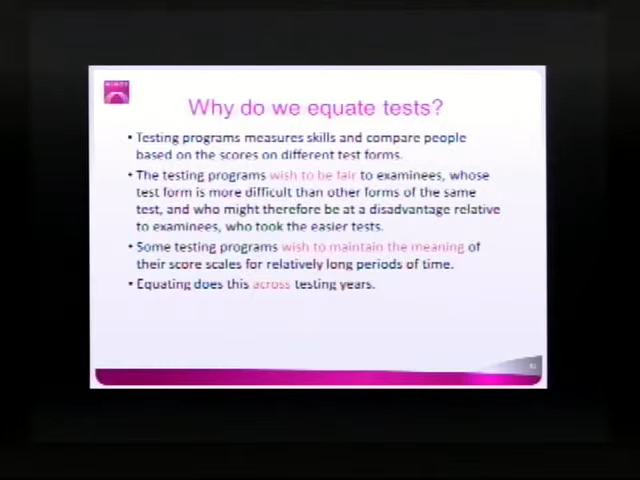 Why do we equate tests?
• Testing programs measures skills and compare people
based on the scores on different test forms.
• The testing programs wish to be fair to examinees, whose
test form is more difficult than other forms of the same
test, and who might therefore be at a disadvantage relative
to examinees, who took the easier tests.
• Some testing programs wish to maintain the meaning of
their score scales for relatively long periods of time.
• Equating does this across testing years.